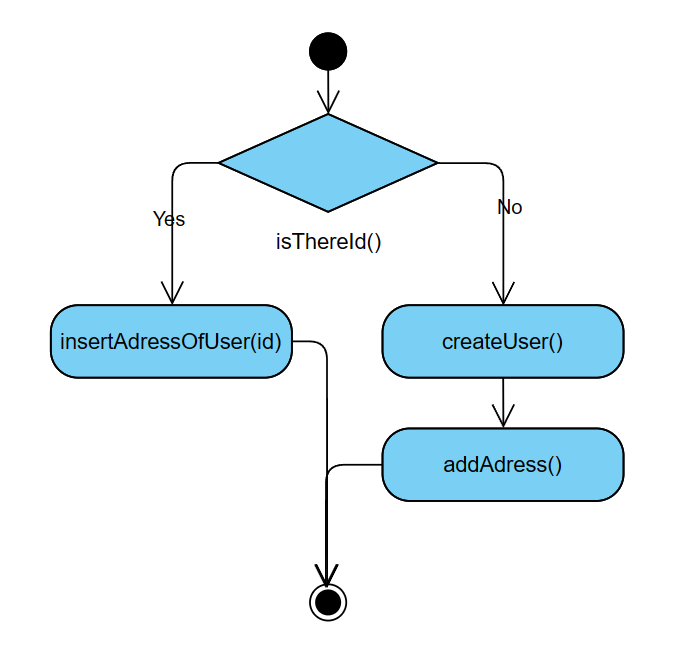 Yes
No
isThereId()
insertAdressOfUser(id)
createUser()
addAdress()